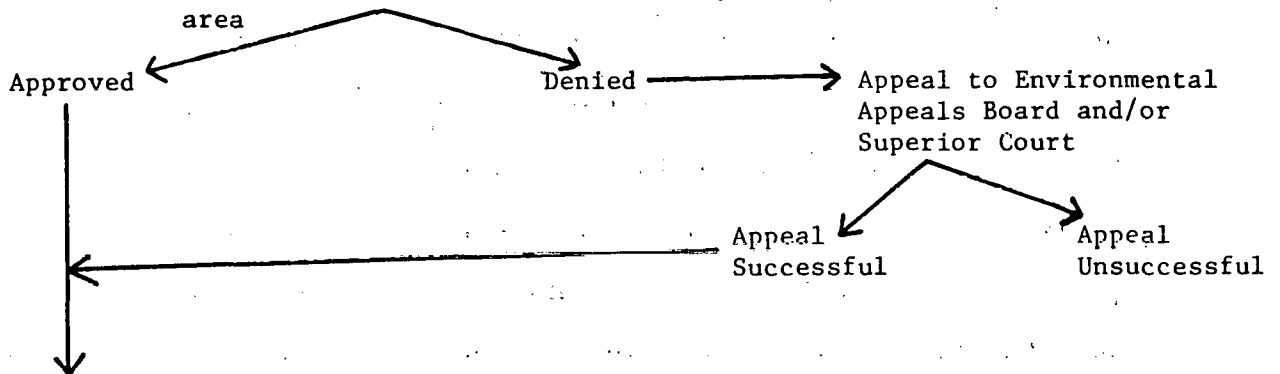 area
Approved
Denied
Appeal to Environmental
Appeals Board and/or
Superior Court
Appeal
Successful
Appeal
Unsuccessful